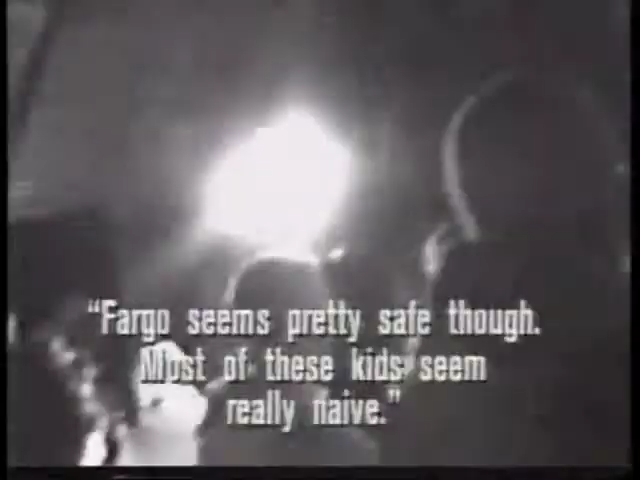 “Fargo seems pretty safe though.
Most of these kids seem
really naive.”